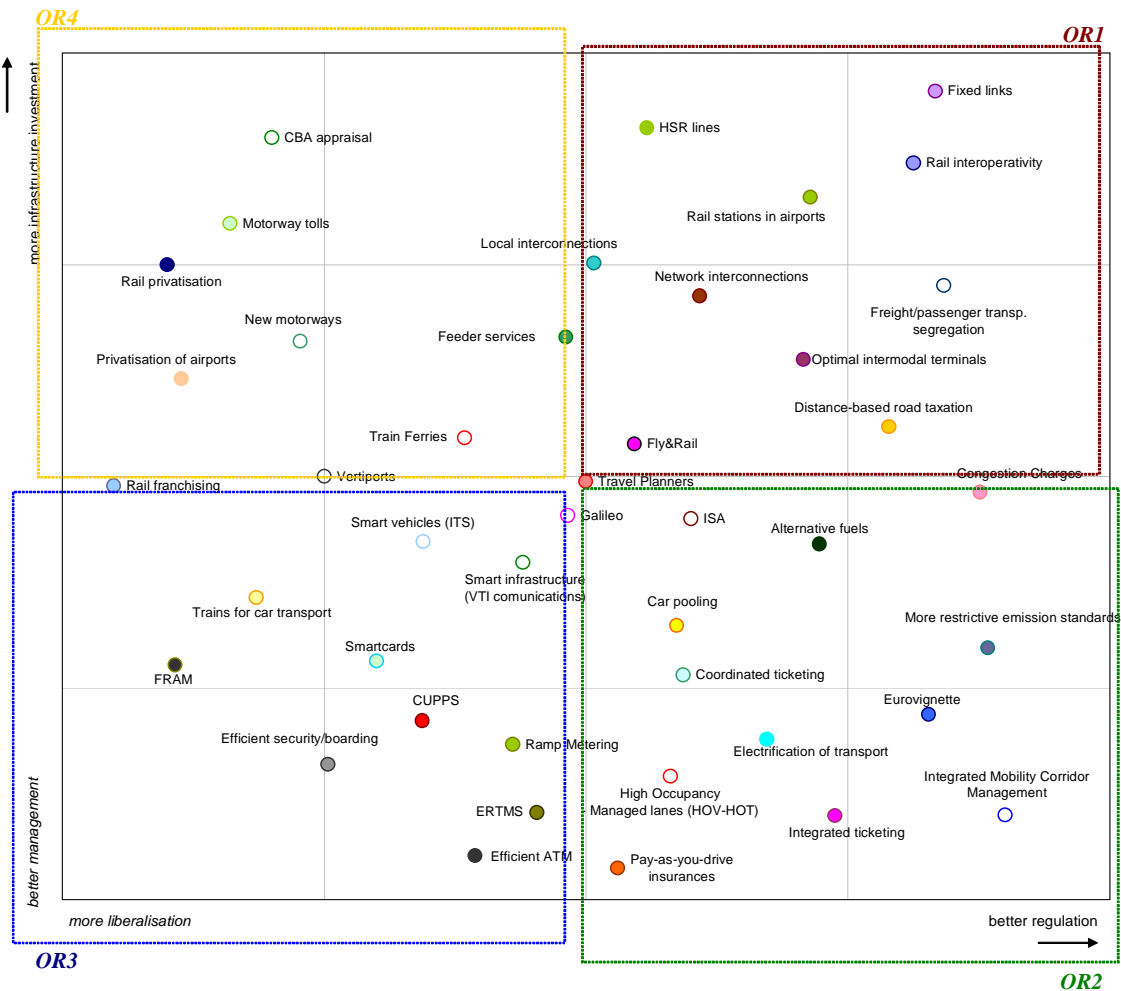 OR4
OR1
more infrastructure investment
Fixed links
HSR lines
CBA appraisal
Rail interoperativity
Rail stations in airports
Motorway tolls
Local interconnections
Rail privatisation
Network interconnections
Freight/passenger transp.
segregation
New motorways
Feeder services
Privatisation of airports
Optimal intermodal terminals
Distance-based road taxation
Train Ferries
Fly&Rail
Vertiports
Congestion Charges
Rail franchising
Travel Planners
Galileo
ISA
Smart vehicles (ITS)
Alternative fuels
Smart infrastructure
(VTI comunications)
Car pooling
Trains for car transport
More restrictive emission standards
Smartcards
FRAM
Coordinated ticketing
CUPPS
Eurovignette
Efficient security/boarding
Ramp Metering
Electrification of transport
better management
High Occupancy
Managed lanes (HOV-HOT)
Integrated Mobility Corridor
Management
ERTMS
Integrated ticketing
Efficient ATM
Pay-as-you-drive
insurances
more liberalisation
better regulation
OR3
OR2